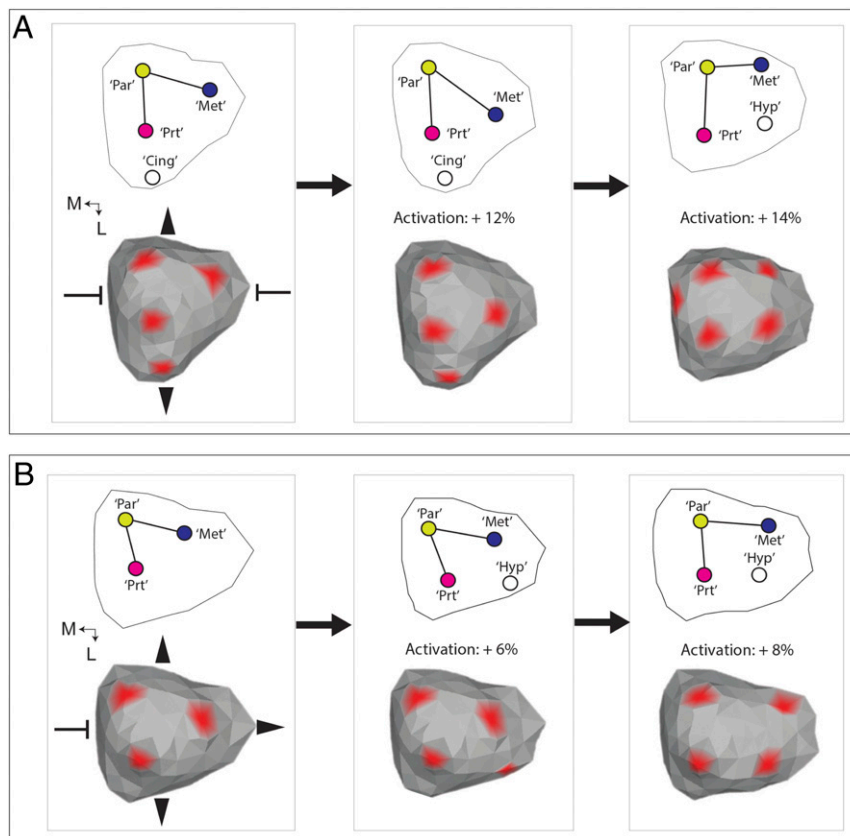 A
'Par'
'Met'
'Prt'
'Cing'
M
L
'Par'
'Met'
'Prt'
'Cing'
Activation: + 12%
'Par'
'Met'
'Hyp'
'Prt'
Activation: + 14%
B
'Par'
'Met'
'Prt'
M
L
'Par'
'Met'
'Hyp'
'Prt'
Activation: + 6%
'Par'
'Met'
'Hyp'
'Prt'
Activation: + 8%